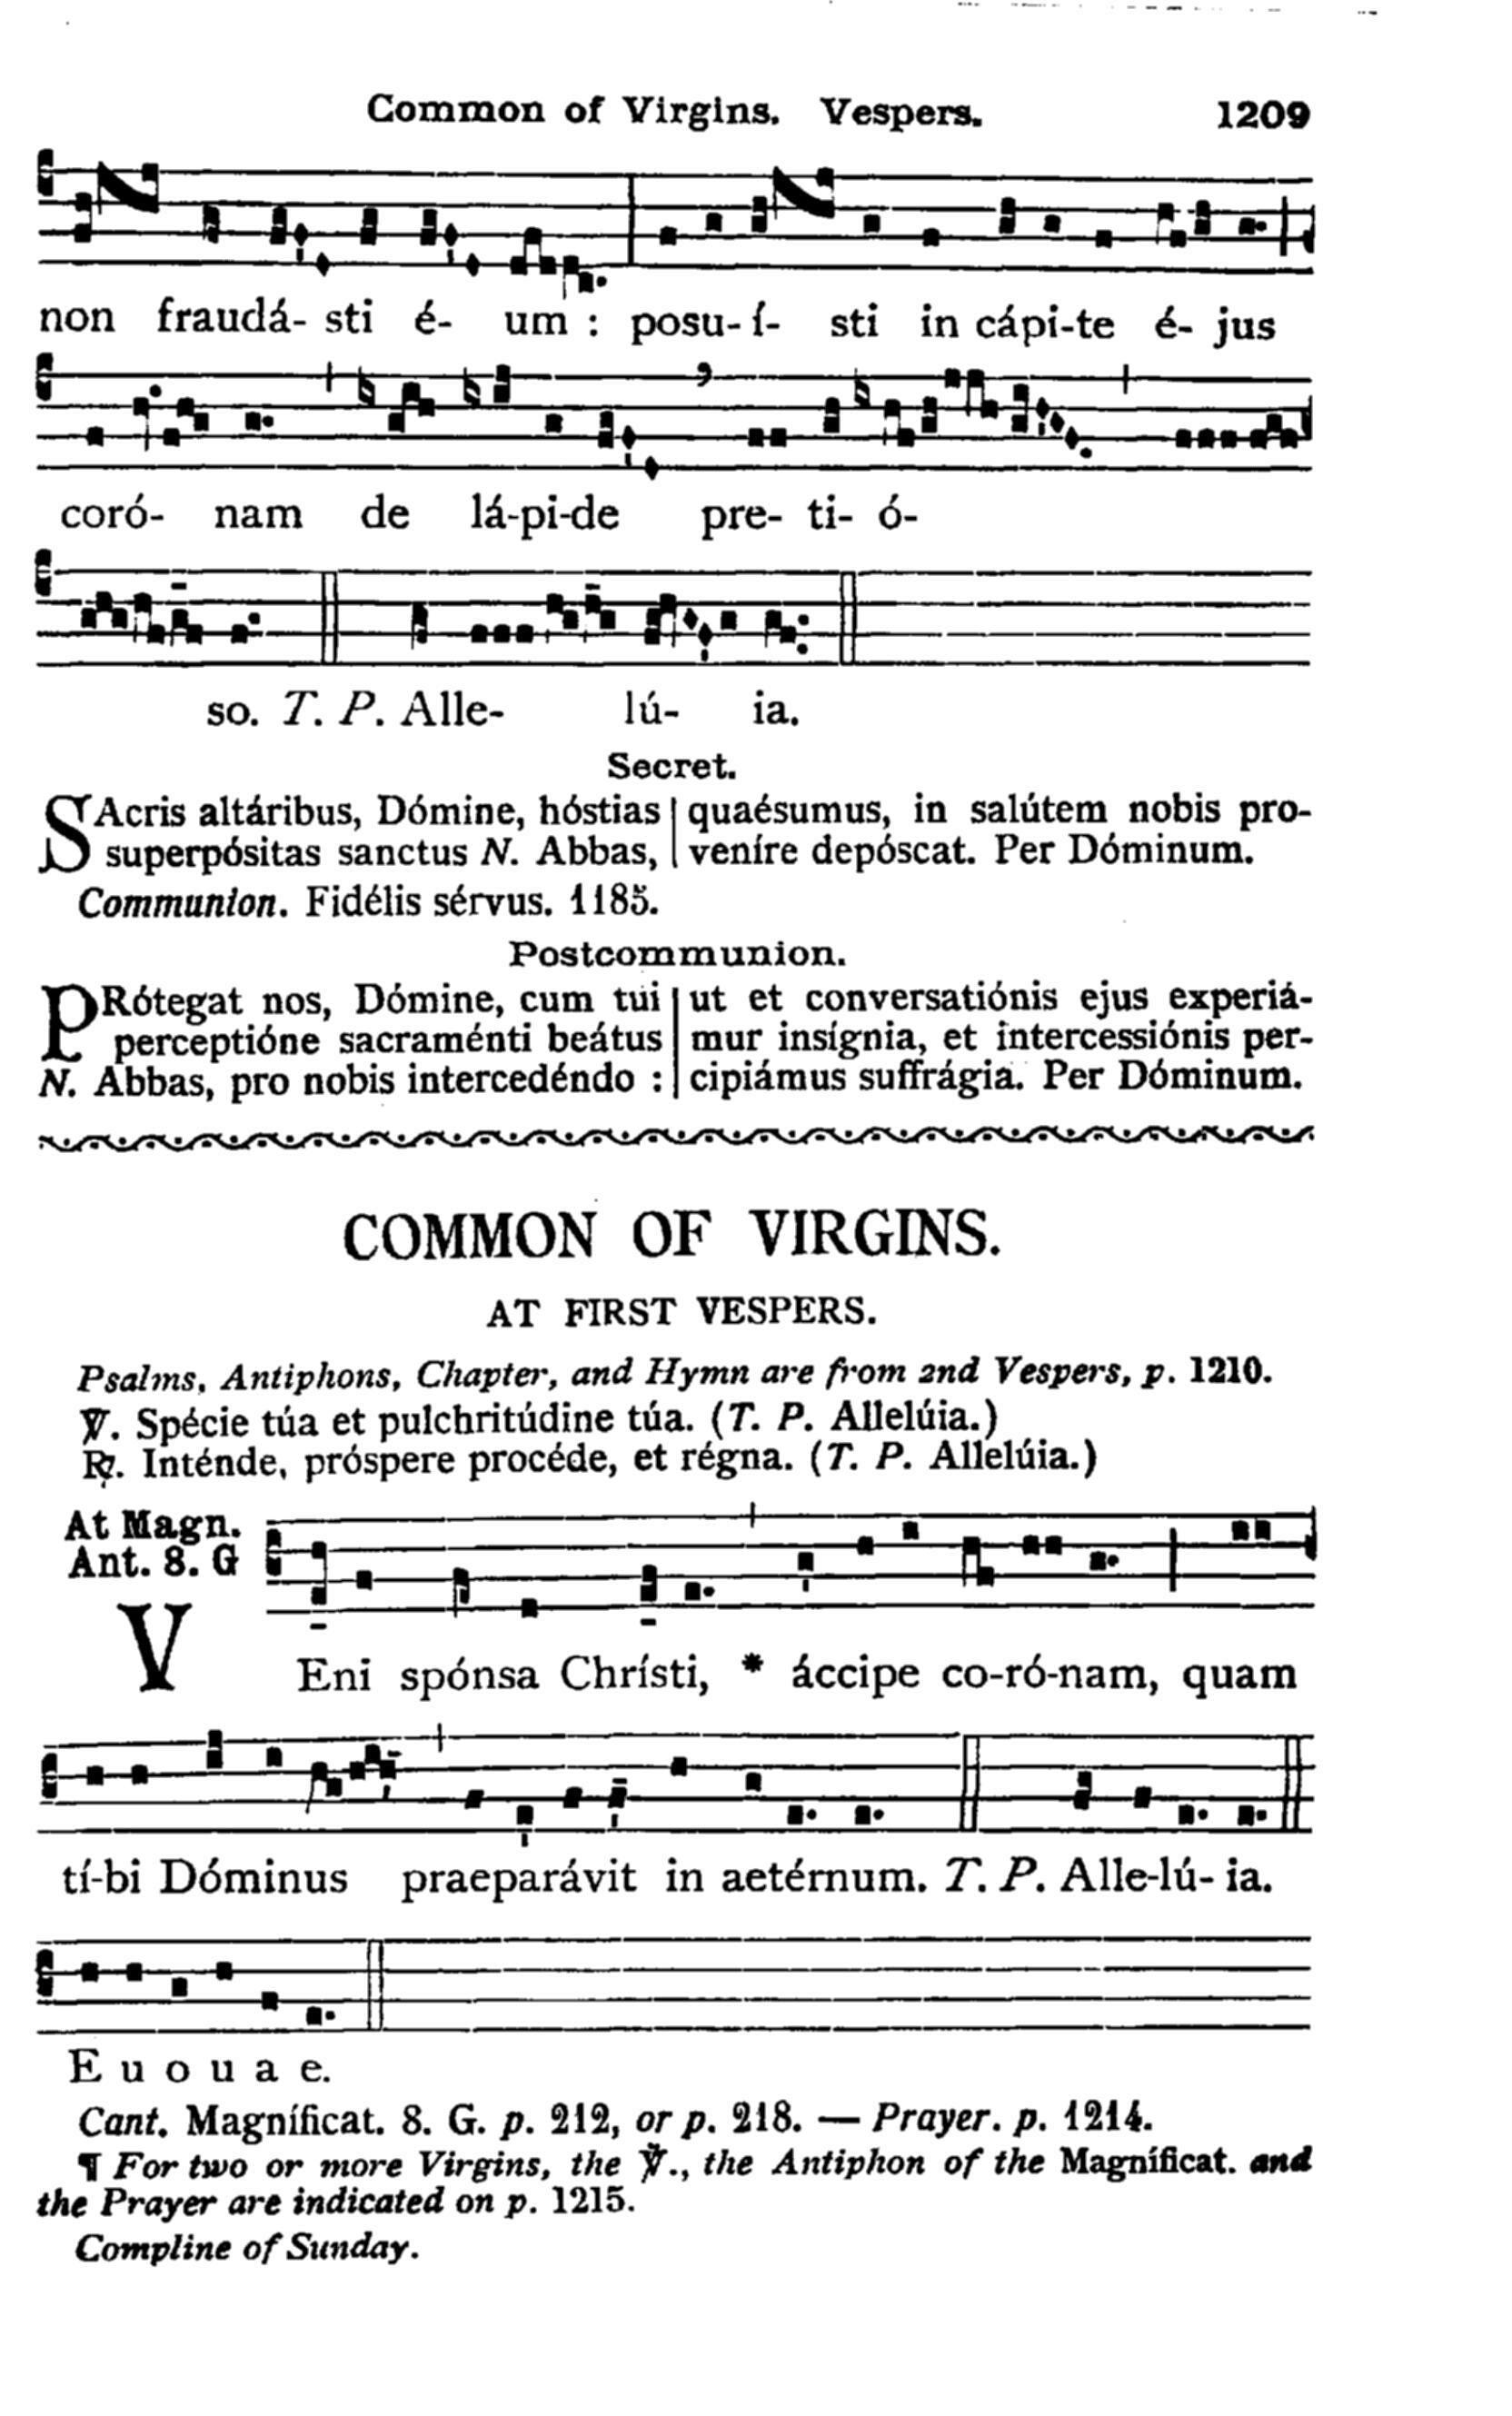 Common of Virgins. Vespers. 1209
non fraudá- sti é- um : posu- í- sti in cápi-te é- jus
coró- nam de lá-pi-de pre- ti- ó-
so. T. P. Alle- lú- ia.
Secret.
SAcris altáribus, Dómine, hóstias
superpósitas sanctus N. Abbas,
quaésumus, in salútem nobis pro-
veníre depóscat. Per Dóminum.
Communion. Fidélis sérvus. 1185.
Postcommunion.
PRótegat nos, Dómine, cum tui
perceptióne sacraménti beátus
N. Abbas, pro nobis intercedéndo :
ut et conversatiónis ejus experiá-
mur insígnia, et intercessiónis per-
cipiámus suffrágia. Per Dóminum.
COMMON OF VIRGINS.
AT FIRST VESPERS.
Psalms, Antiphons, Chapter, and Hymn are from 2nd Vespers, p. 1210.
℣. Spécie túa et pulchritúdine túa. (T. P. Allelúia.)
℟. Inténde, próspere procéde, et régna. (T. P. Allelúia.)
At Magn.
Ant. 8. G
VEni spónsa Chrísti, * áccipe co-ró-nam, quam
tí-bi Dóminus praeparávit in aetérnum. T. P. Alle-lú- ia.
E u o u a e.
Cant. Magníficat. 8. G. p. 212, or p. 218. — Prayer. p. 1214.
¶ For two or more Virgins, the ℣., the Antiphon of the Magníficat. and
the Prayer are indicated on p. 1215.
Compline of Sunday.